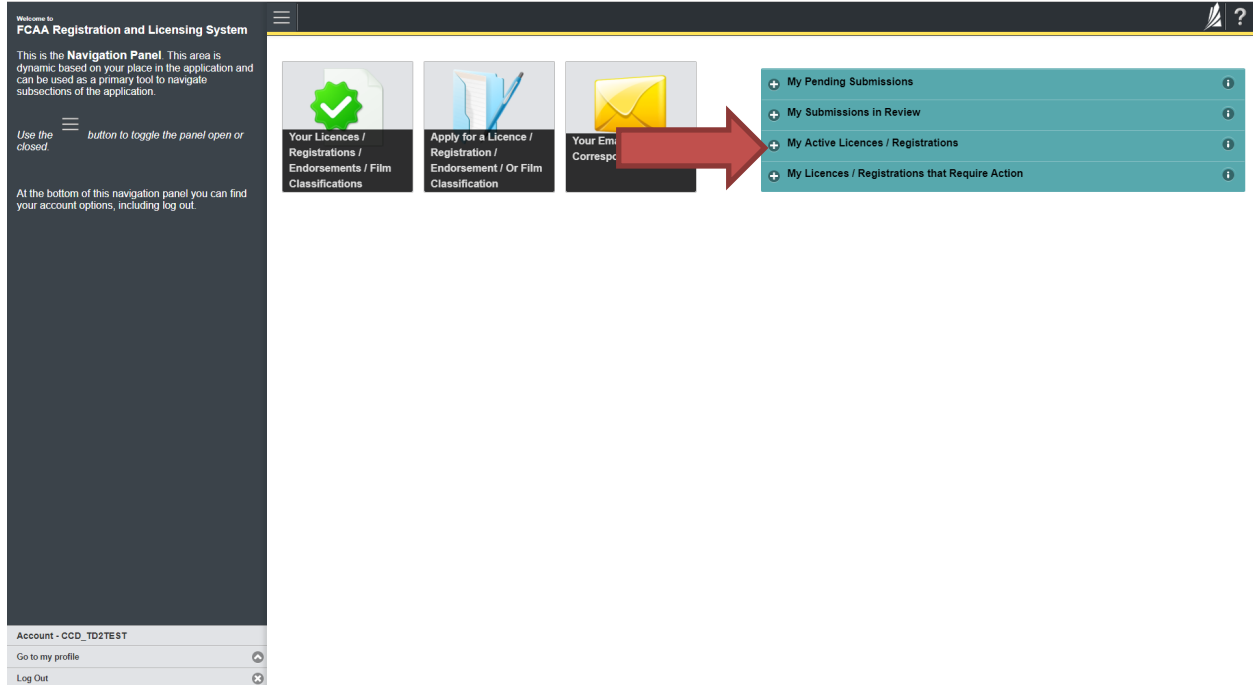 Welcome to
FCAA Registration and Licensing System
This is the Navigation Panel. This area is
dynamic based on your place in the application and
can be used as a primary tool to navigate
subsections of the application.
Use the button to toggle the panel open or
closed.
At the bottom of this navigation panel you can find
your account options, including log out.
Account - CCD_TD2TEST
Go to my profile
Log Out
?
Your Licences /
Registrations /
Endorsements / Film
Classifications
Apply for a Licence /
Registration /
Endorsement / Or Film
Classification
Your
My Pending Submissions
My Submissions in Review
My Active Licences / Registrations
My Licences / Registrations that Require Action